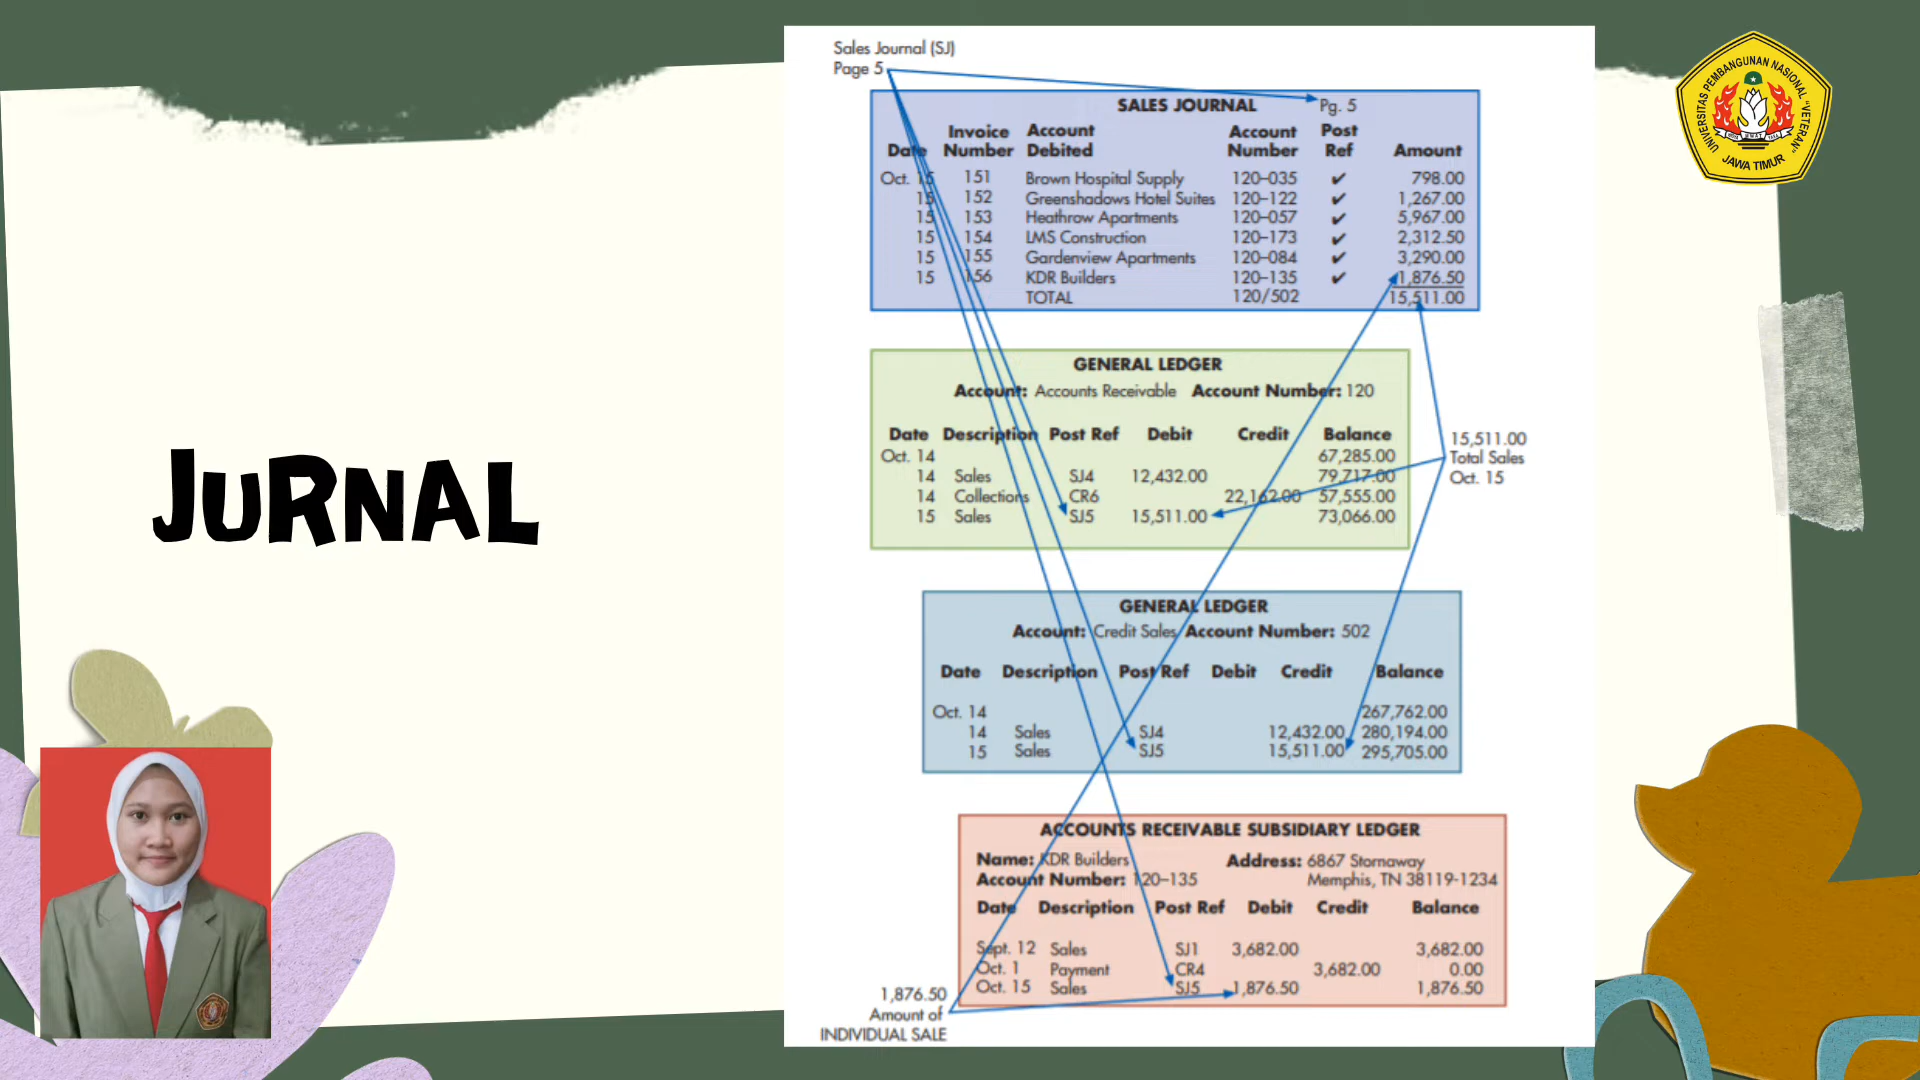 JURNAL
Sales Journal (SJ)
Page 5
SALES JOURNAL Pg. 5
Date Invoice Number Account Debited Account Number Post Ref Amount
Oct. 15 151 Brown Hospital Supply 120–035 ✔ 798.00
15 152 Greenshadows Hotel Suites 120–122 ✔ 1,267.00
15 153 Heathrow Apartments 120–057 ✔ 5,967.00
15 154 LMS Construction 120–173 ✔ 2,312.50
15 155 Gardenview Apartments 120–084 ✔ 3,290.00
15 156 KDR Builders 120–135 ✔ 1,876.50
TOTAL 120/502 15,511.00
GENERAL LEDGER
Account: Accounts Receivable Account Number: 120
Date Description Post Ref Debit Credit Balance
Oct. 14 67,285.00
14 Sales SJ4 12,432.00 79,717.00
14 Collections CR6 22,162.00 57,555.00
15 Sales SJ5 15,511.00 73,066.00
15,511.00
Total Sales
Oct. 15
GENERAL LEDGER
Account: Credit Sales Account Number: 502
Date Description Post Ref Debit Credit Balance
Oct. 14 267,762.00
14 Sales SJ4 12,432.00 280,194.00
15 Sales SJ5 15,511.00 295,705.00
ACCOUNTS RECEIVABLE SUBSIDIARY LEDGER
Name: KDR Builders Address: 6867 Stornaway
Account Number: 120–135 Memphis, TN 38119-1234
Date Description Post Ref Debit Credit Balance
Sept. 12 Sales SJ1 3,682.00 3,682.00
Oct. 1 Payment CR4 3,682.00 0.00
Oct. 15 Sales SJ5 1,876.50 1,876.50
1,876.50
Amount of
INDIVIDUAL SALE
UNIVERSITAS PEMBANGUNAN NASIONAL "VETERAN"
JAWA TIMUR